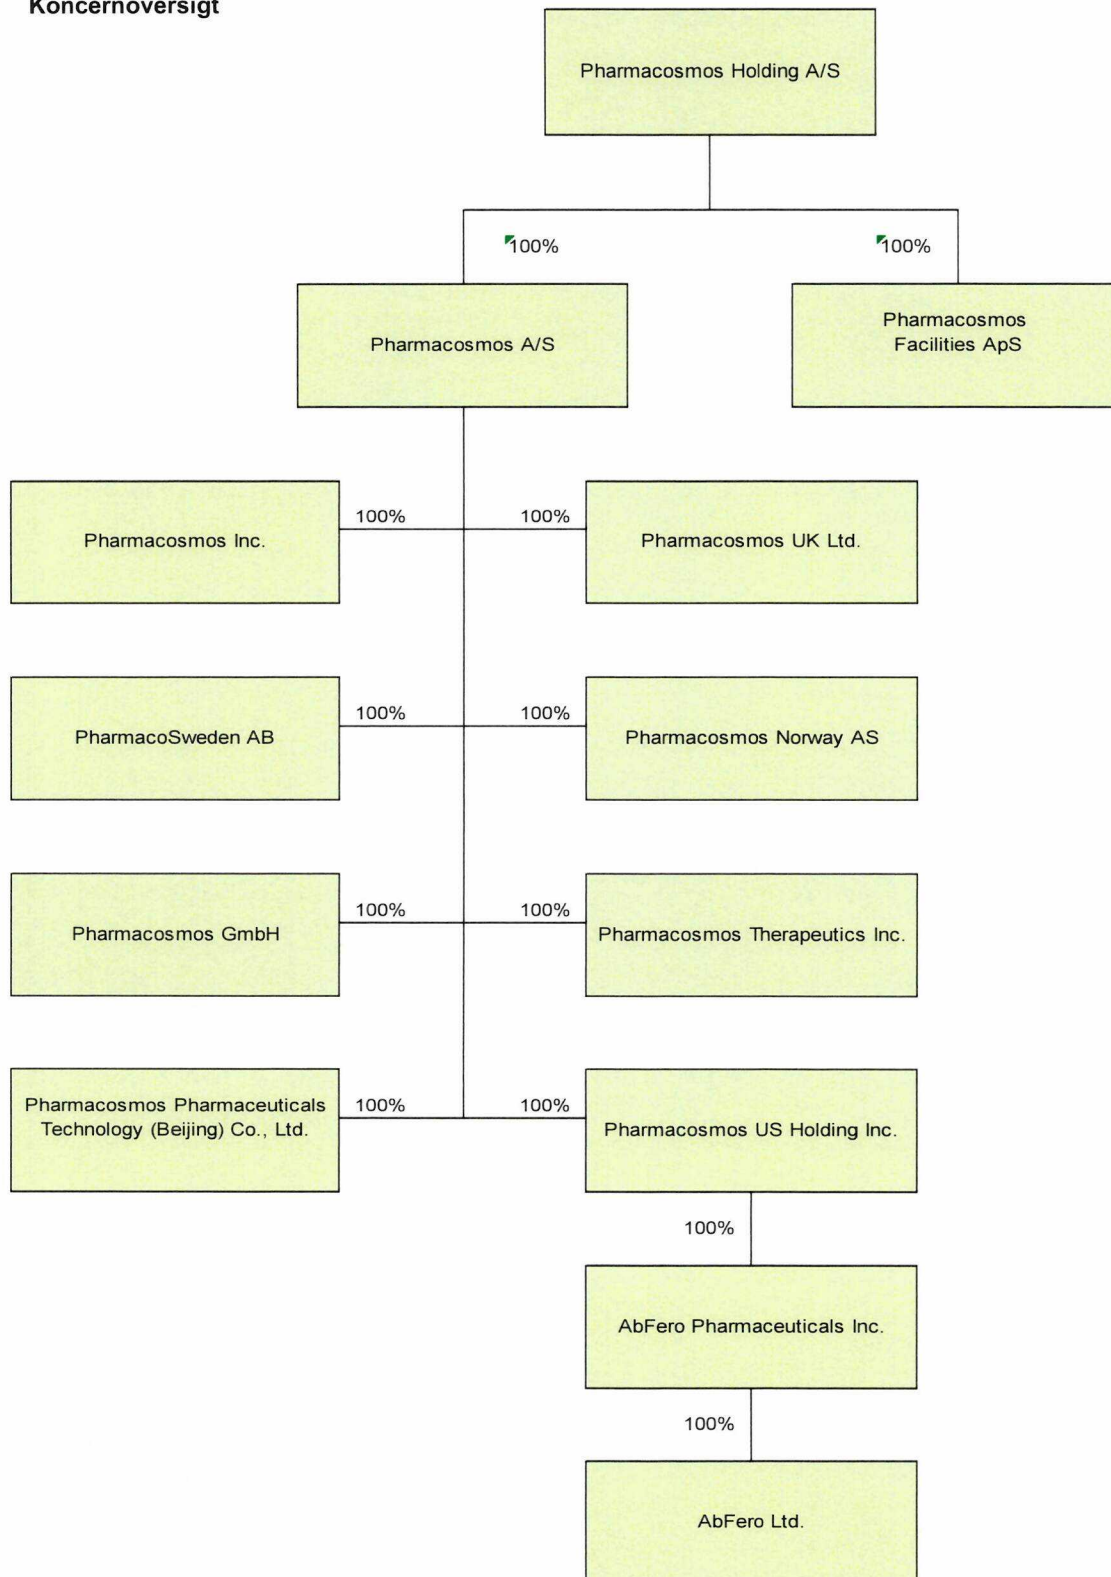 Koncernoversigt
Pharmacosmos Holding A/S
100%
100%
Pharmacosmos A/S
Pharmacosmos
Facilities ApS
100%
100%
Pharmacosmos Inc.
Pharmacosmos UK Ltd.
100%
100%
PharmacoSweden AB
Pharmacosmos Norway AS
100%
100%
Pharmacosmos GmbH
Pharmacosmos Therapeutics Inc.
Pharmacosmos Pharmaceuticals
Technology (Beijing) Co., Ltd.
100%
100%
Pharmacosmos US Holding Inc.
100%
AbFero Pharmaceuticals Inc.
100%
AbFero Ltd.